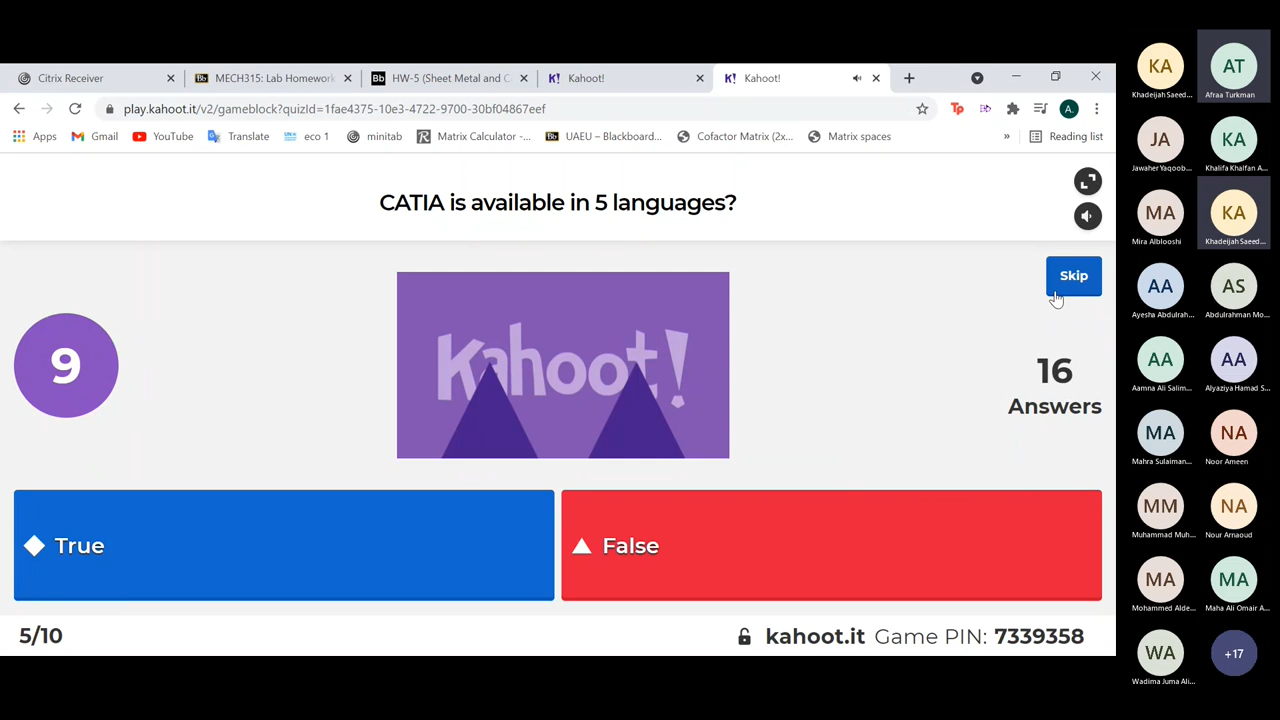 Citrix Receiver
MECH315: Lab Homework
HW-5 (Sheet Metal and C
Kahoot!
Kahoot!
play.kahoot.it/v2/gameblock?quizId=1fae4375-10e3-4722-9700-30bf04867eef
Apps
Gmail
YouTube
Translate
eco 1
minitab
Matrix Calculator -...
UAEU – Blackboard...
Cofactor Matrix (2x...
Matrix spaces
»
Reading list
CATIA is available in 5 languages?
Skip
9
Kahoot!
16
Answers
True
False
5/10
kahoot.it Game PIN: 7339358
KA
Khadeijah Saeed...
AT
Afraa Turkman
JA
Jawaher Yaqoob...
KA
Khalifa Khalfan A...
MA
Mira Alblooshi
KA
Khadeijah Saeed...
AA
Ayesha Abdulrah...
AS
Abdulrahman Mo...
AA
Aamna Ali Salim...
AA
Alyaziya Hamad S...
MA
Mahra Sulaiman...
NA
Noor Ameen
MM
Muhammad Muh...
NA
Nour Arnaoud
MA
Mohammed Alde...
MA
Maha Ali Omair A...
WA
Wadima Juma Ali...
+17